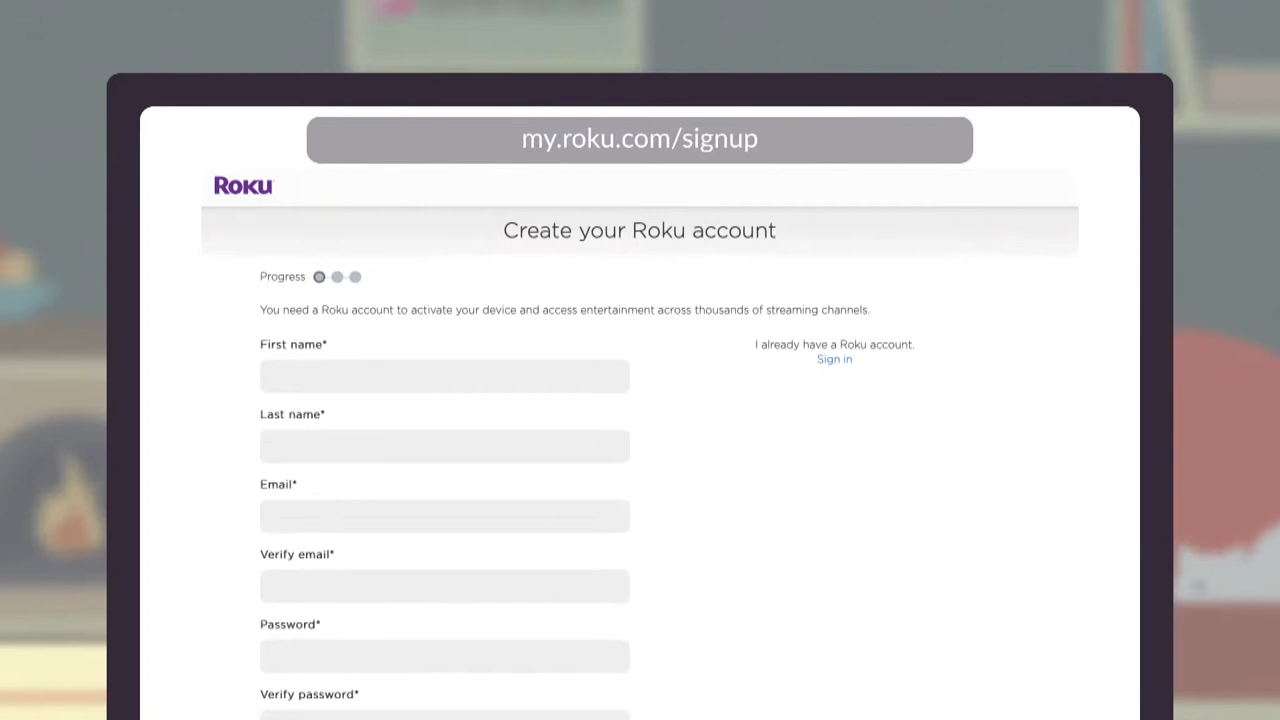 my.roku.com/signup
Roku
Create your Roku account
Progress
You need a Roku account to activate your device and access entertainment across thousands of streaming channels.
First name*
I already have a Roku account.
Sign in
Last name*
Email*
Verify email*
Password*
Verify password*